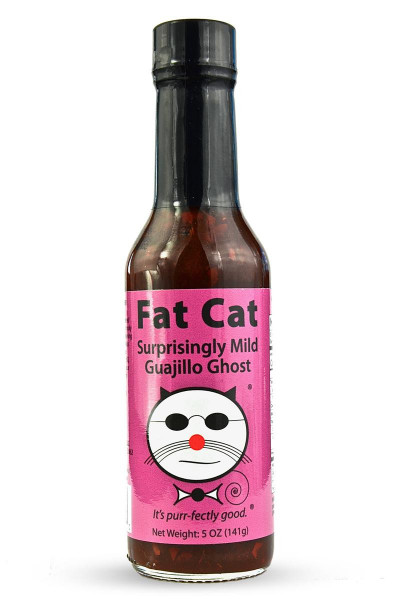 Fat Cat
Surprisingly Mild
Guajillo Ghost
®
It's purr-fectly good.®
Net Weight: 5 OZ (141g)